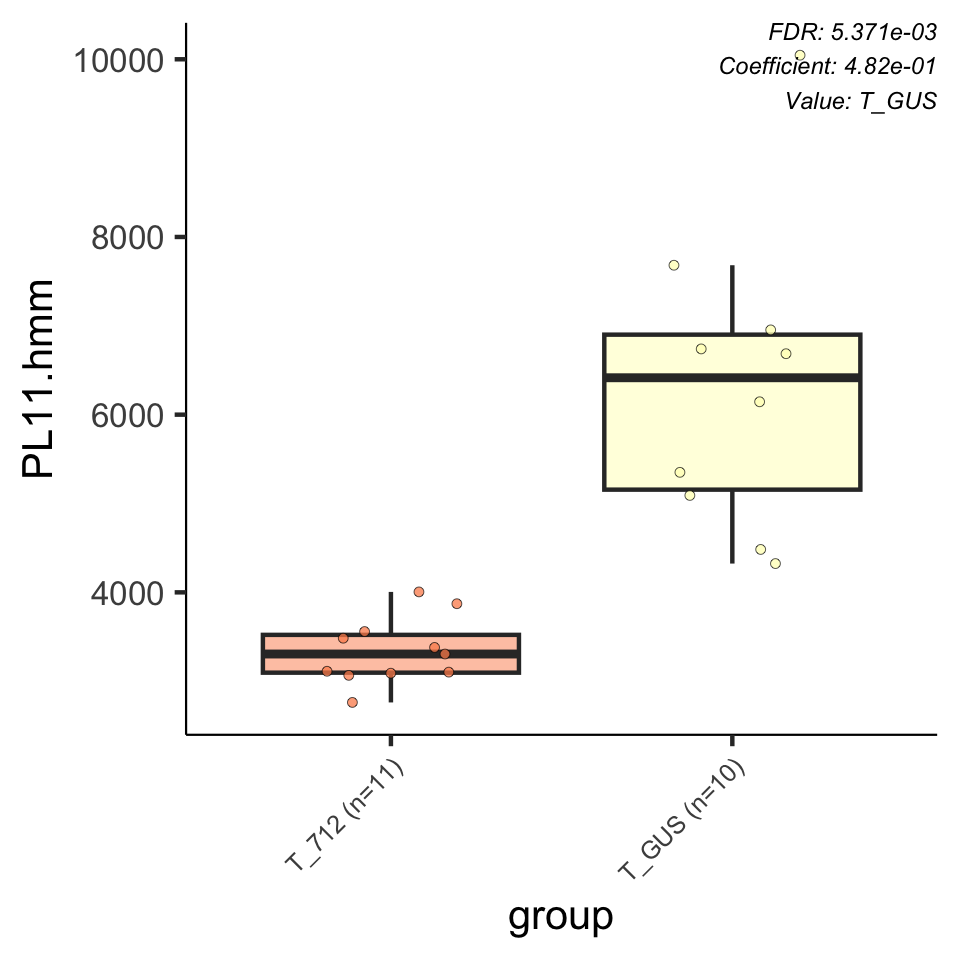 FDR: 5.371e-03
Coefficient: 4.82e-01
Value: T_GUS
10000
8000
6000
4000
PL11.hmm
T_712 (n=11)
T_GUS (n=10)
group